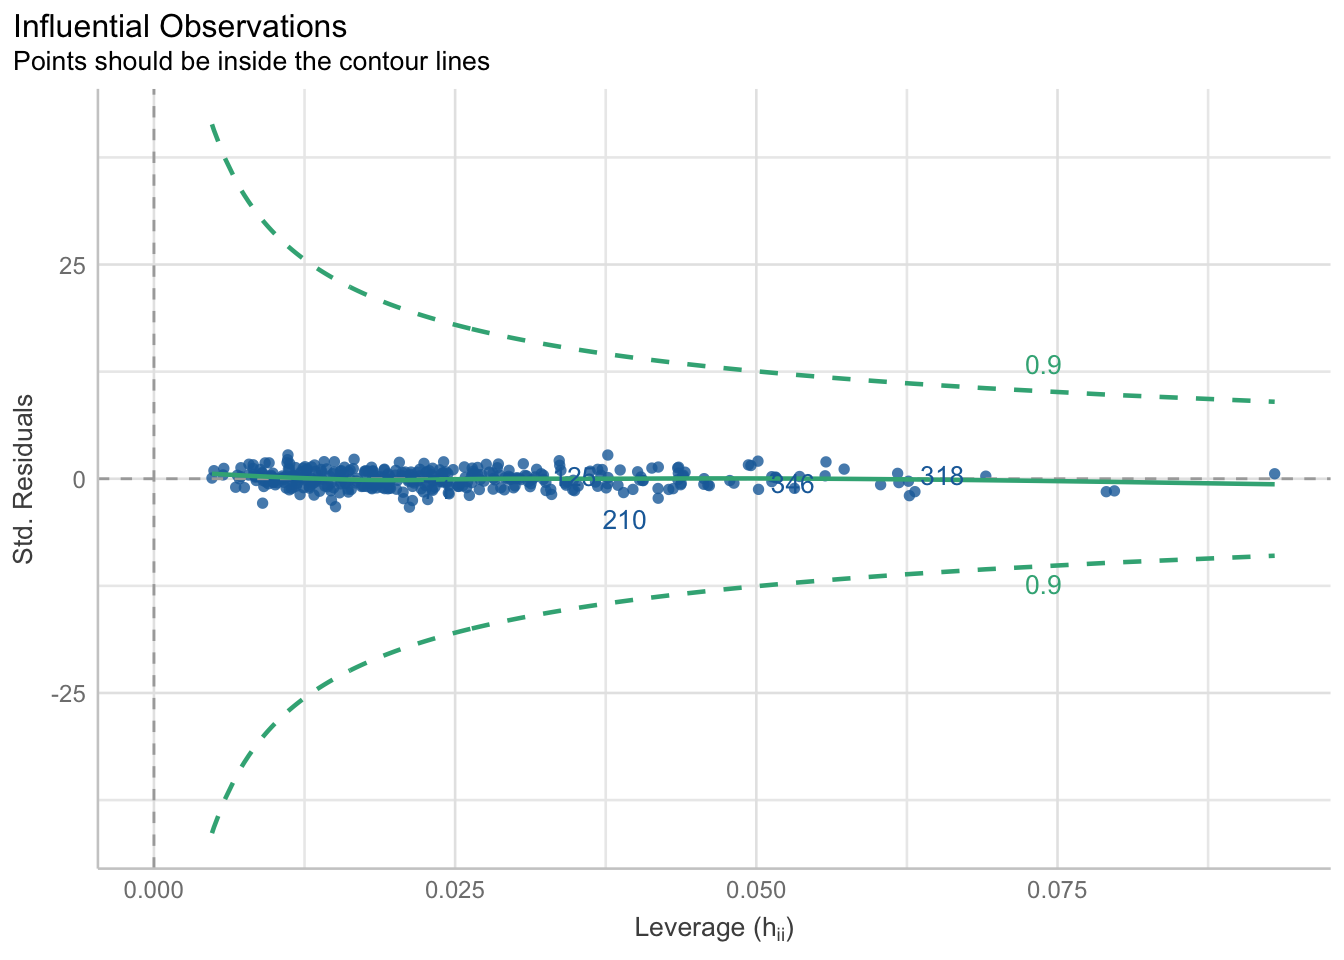 Influential Observations
Points should be inside the contour lines
25
0
-25
Std. Residuals
0.9
318
346
210
0.9
0.000 0.025 0.050 0.075
Leverage (hᵢᵢ)